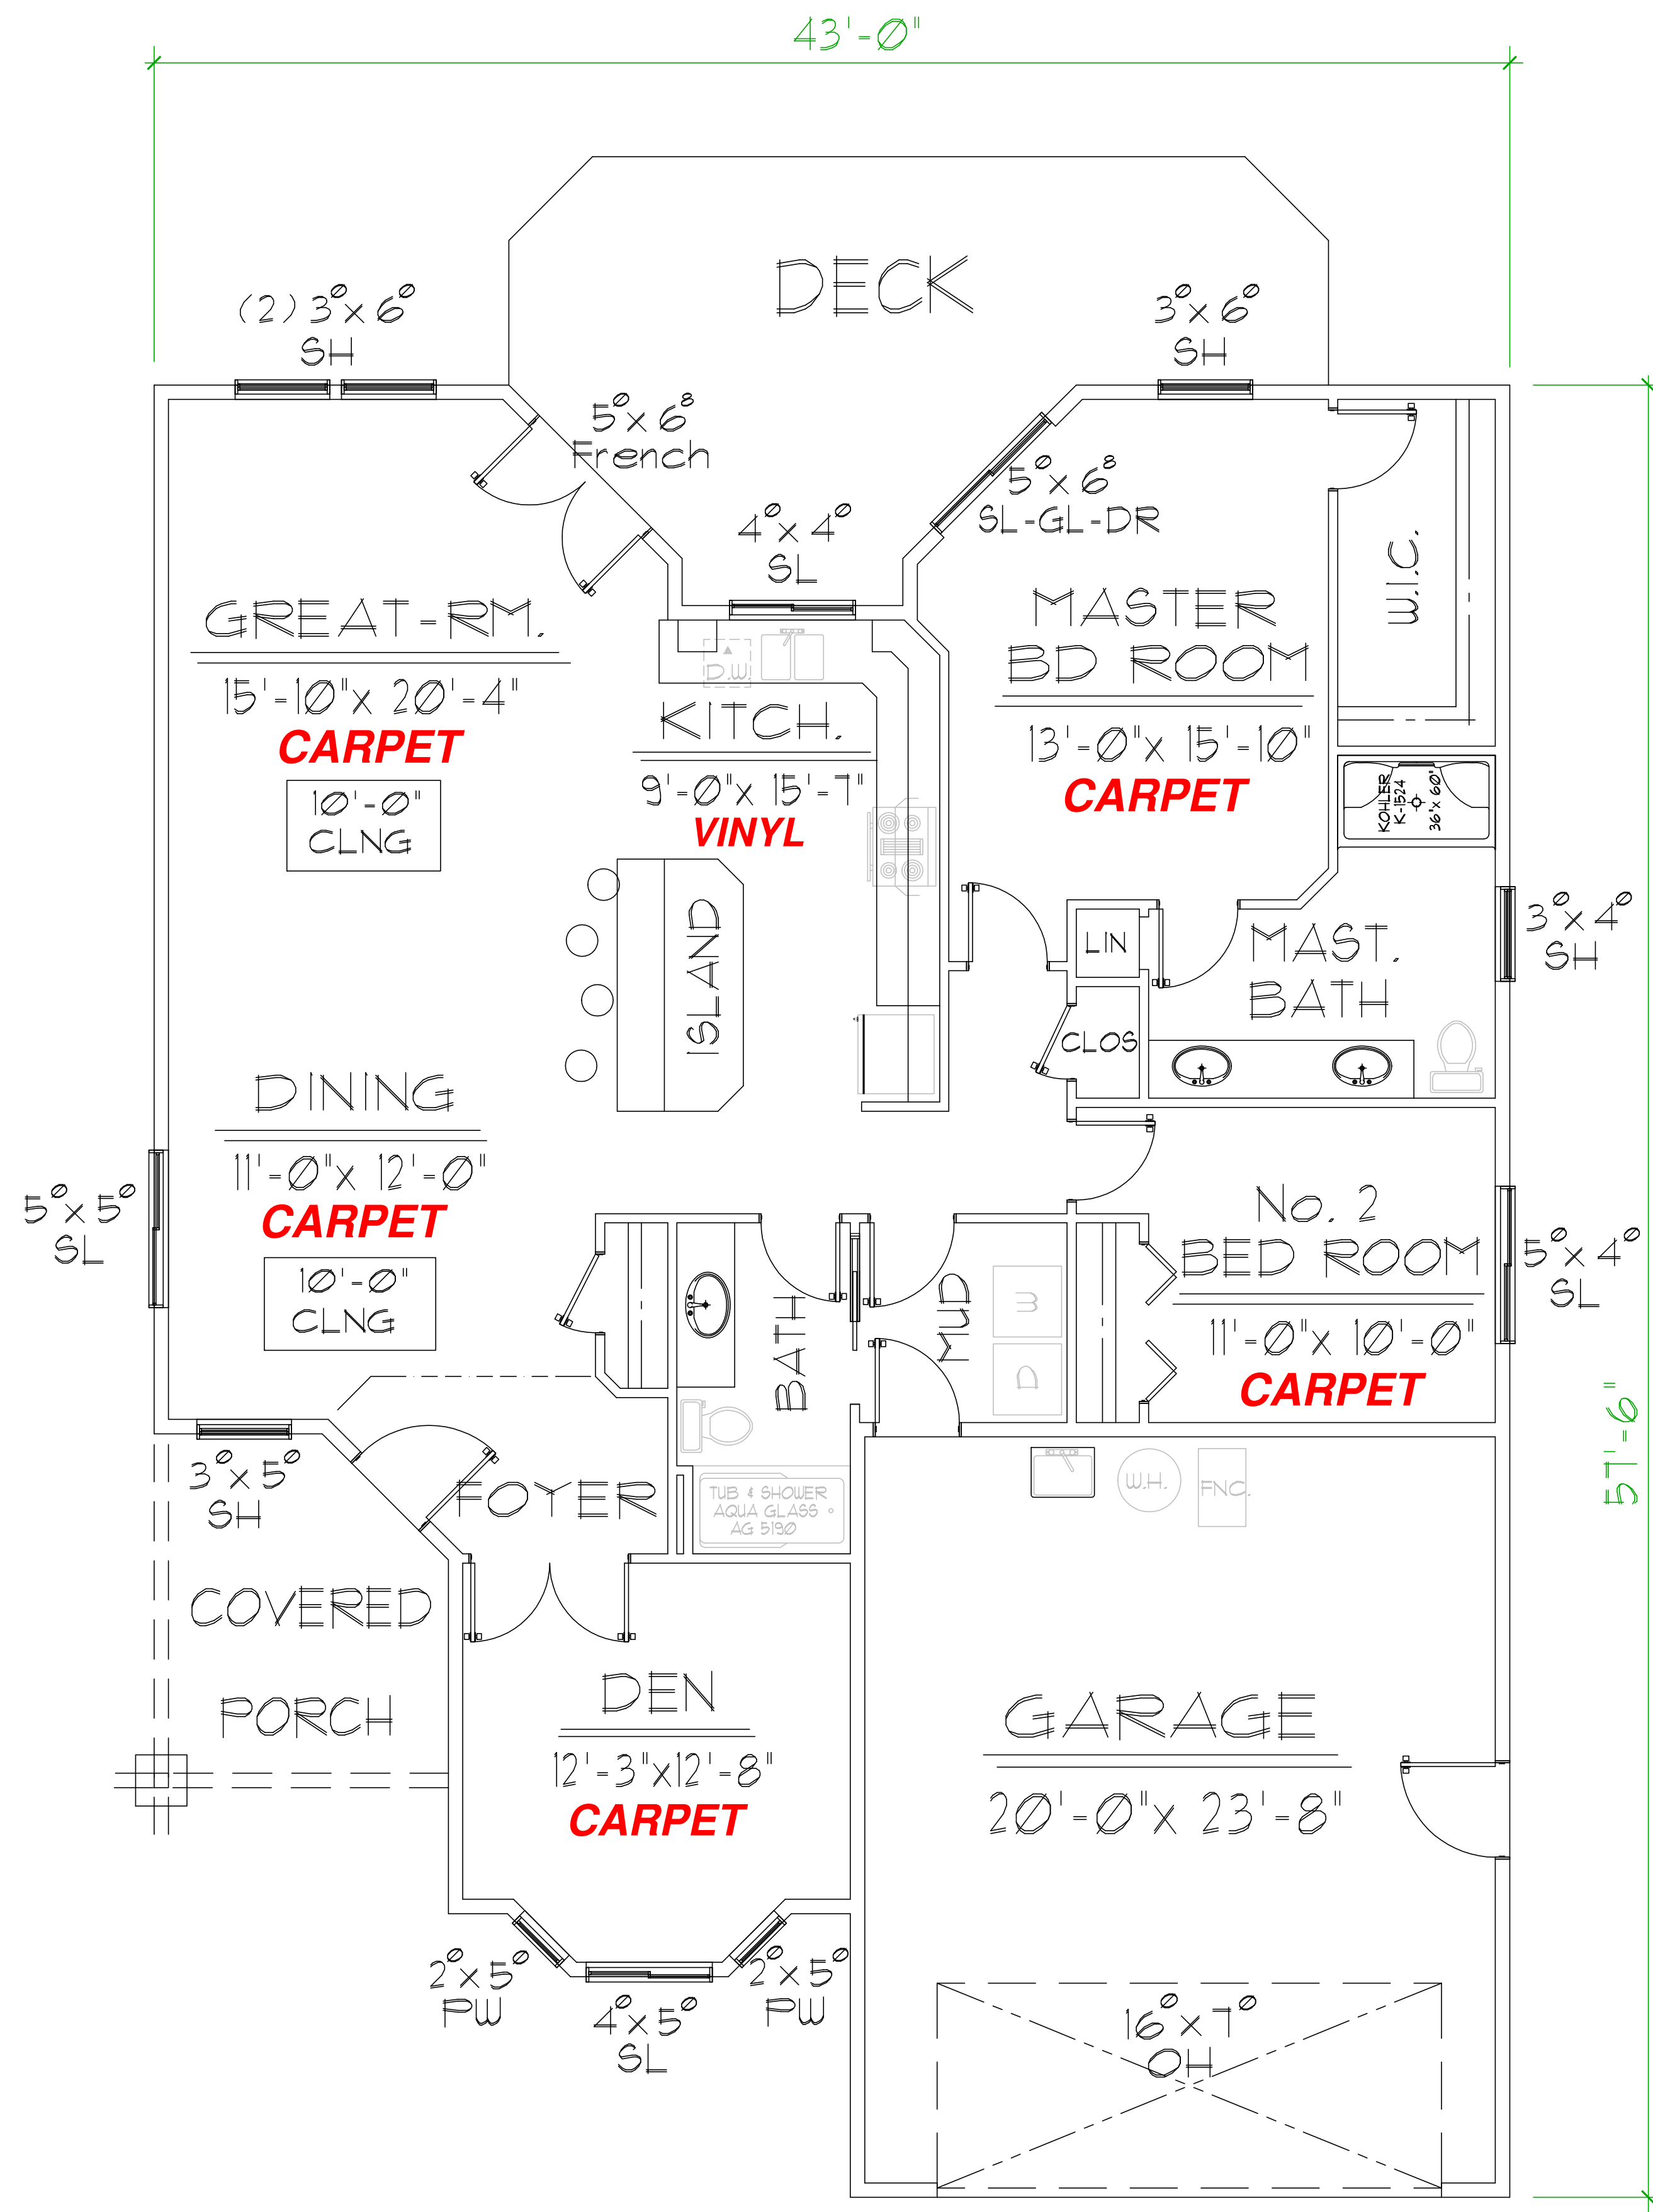 43'-0"
DECK
(2) 3⁰x 6⁰
SH
3⁰x 6⁰
SH
5⁰x 6⁸
French
5⁰x 6⁸
SL-GL-DR
4⁰x 4⁰
SL
W.I.C.
GREAT-RM.
15'-10"x 20'-4"
CARPET
10'-0"
CLNG
D.W.
KITCH.
9'-0"x 15'-7"
VINYL
MASTER
BD ROOM
13'-0"x 15'-10"
CARPET
KOHLER
K-1524
36"x 60"
ISLAND
LIN
CLOS
MAST.
BATH
3⁰x 4⁰
SH
DINING
11'-0"x 12'-0"
CARPET
10'-0"
CLNG
5⁰x 5⁰
SL
No. 2
BED ROOM
11'-0"x 10'-0"
CARPET
5⁰x 4⁰
SL
BATH
MUD
W
D
57'-6"
3⁰x 5⁰
SH
FOYER
TUB & SHOWER
AQUA GLASS
AG 5190
W.H.
FNC.
COVERED
PORCH
DEN
12'-3"x12'-8"
CARPET
GARAGE
20'-0"x 23'-8"
2⁰x 5⁰
PW
4⁰x 5⁰
SL
2⁰x 5⁰
PW
16⁰x 7⁰
OH